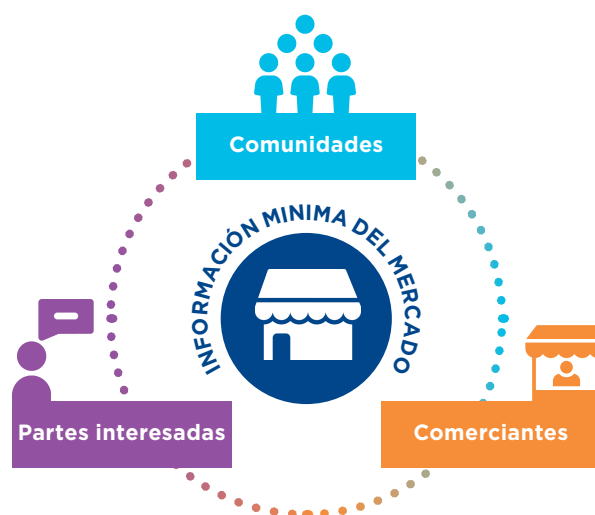 Comunidades
INFORMACIÓN MINIMA DEL MERCADO
Partes interesadas
Comerciantes